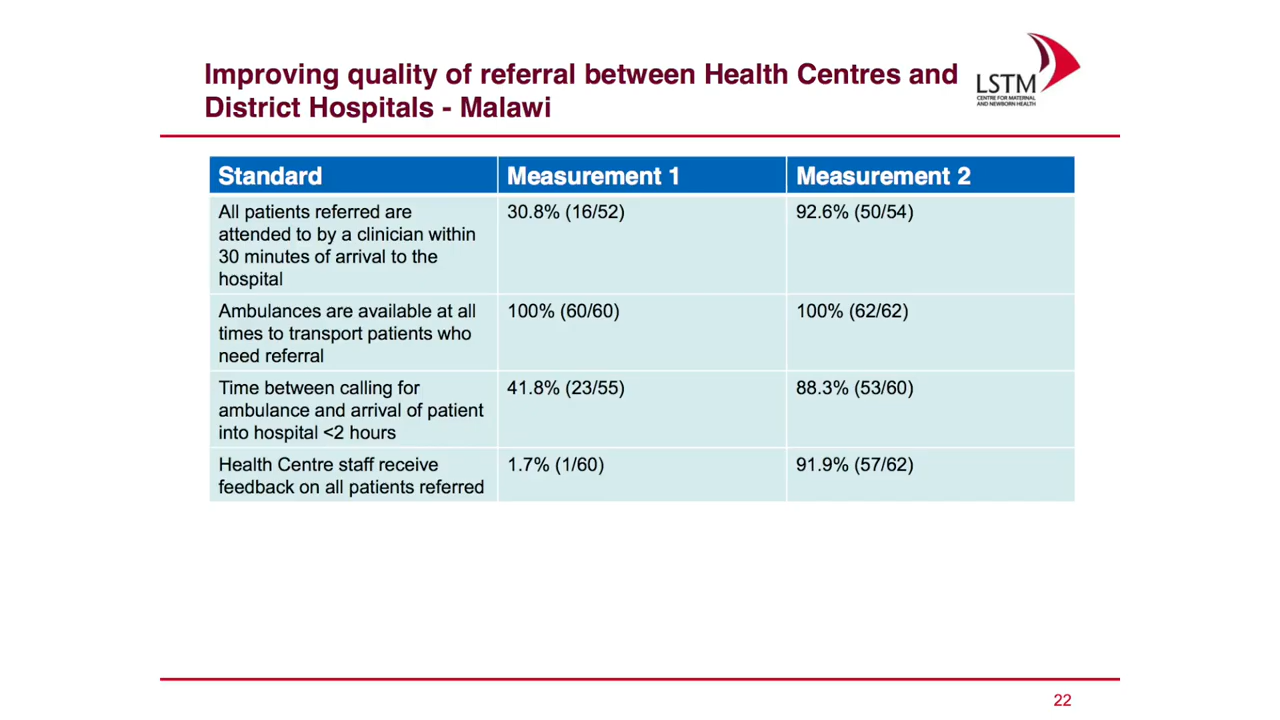 Improving quality of referral between Health Centres and
District Hospitals - Malawi
LSTM
CENTRE FOR MATERNAL
AND NEWBORN HEALTH
Standard Measurement 1 Measurement 2
All patients referred are
attended to by a clinician within
30 minutes of arrival to the
hospital
30.8% (16/52)
92.6% (50/54)
Ambulances are available at all
times to transport patients who
need referral
100% (60/60)
100% (62/62)
Time between calling for
ambulance and arrival of patient
into hospital <2 hours
41.8% (23/55)
88.3% (53/60)
Health Centre staff receive
feedback on all patients referred
1.7% (1/60)
91.9% (57/62)
22